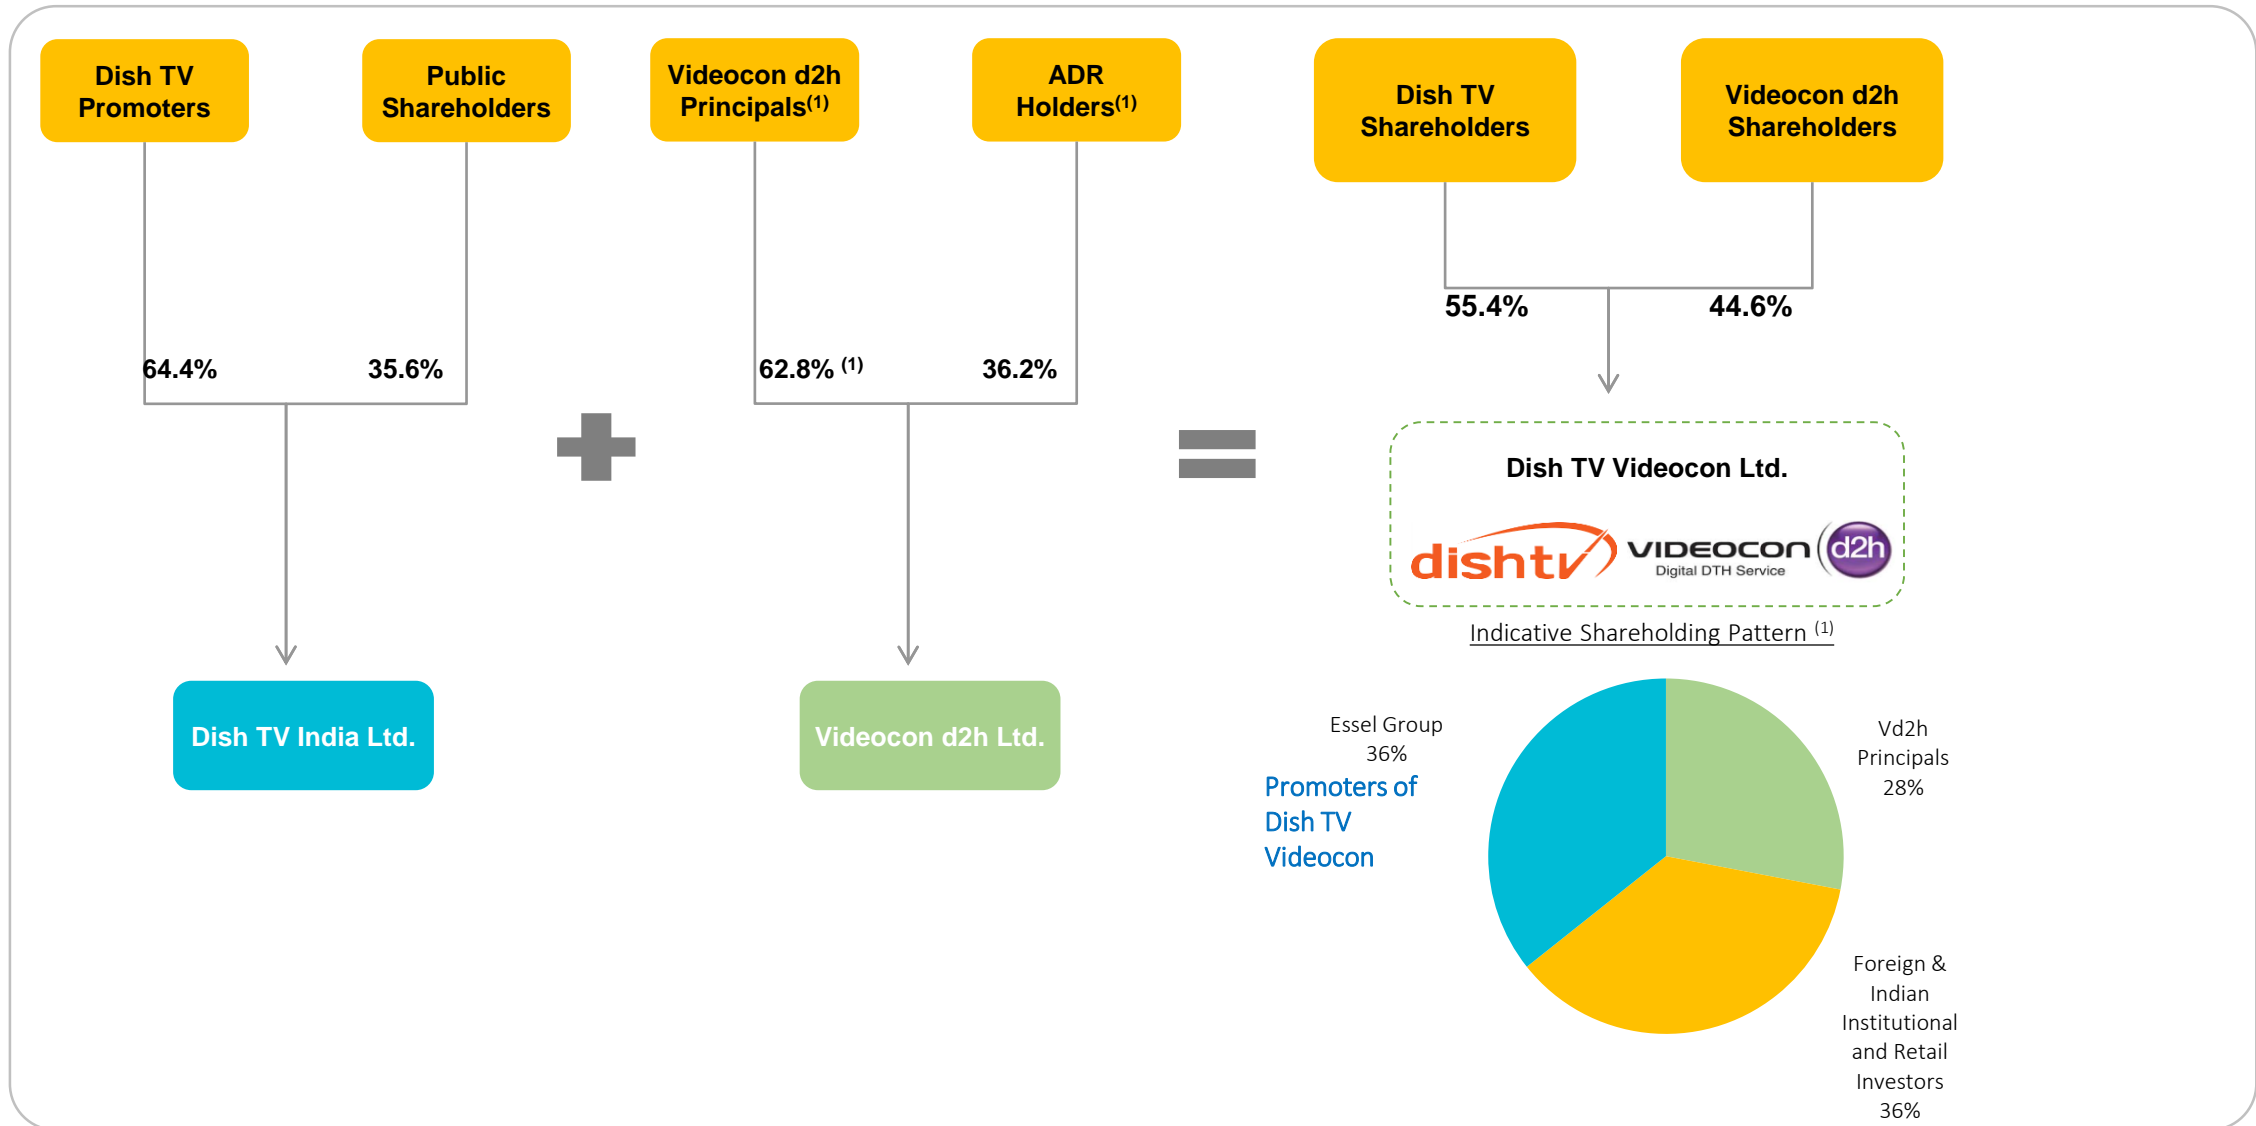 Dish TV
Promoters
Public
Shareholders
Videocon d2h
Principals(1)
ADR
Holders(1)
Dish TV
Shareholders
Videocon d2h
Shareholders
55.4%
44.6%
64.4%
35.6%
62.8% (1)
36.2%
Dish TV Videocon Ltd.
dishtv
VIDEOCON
Digital DTH Service
d2h
Indicative Shareholding Pattern (1)
Dish TV India Ltd.
Videocon d2h Ltd.
Essel Group
36%
Promoters of
Dish TV
Videocon
Vd2h
Principals
28%
Foreign &
Indian
Institutional
and Retail
Investors
36%